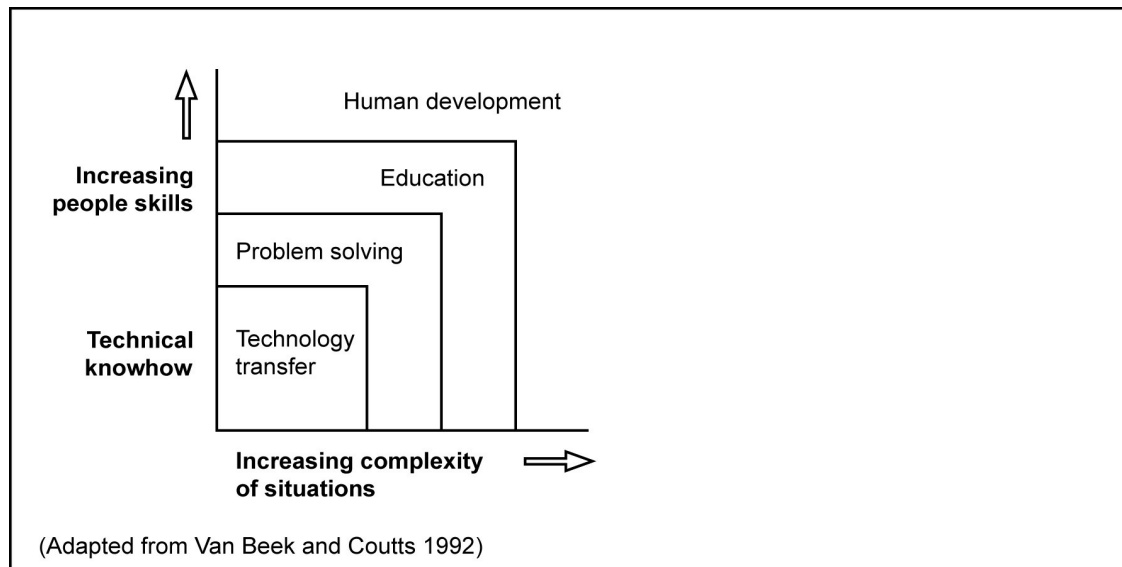 Human development
Increasing
people skills
Education
Problem solving
Technical
knowhow
Technology
transfer
Increasing complexity
of situations
(Adapted from Van Beek and Coutts 1992)